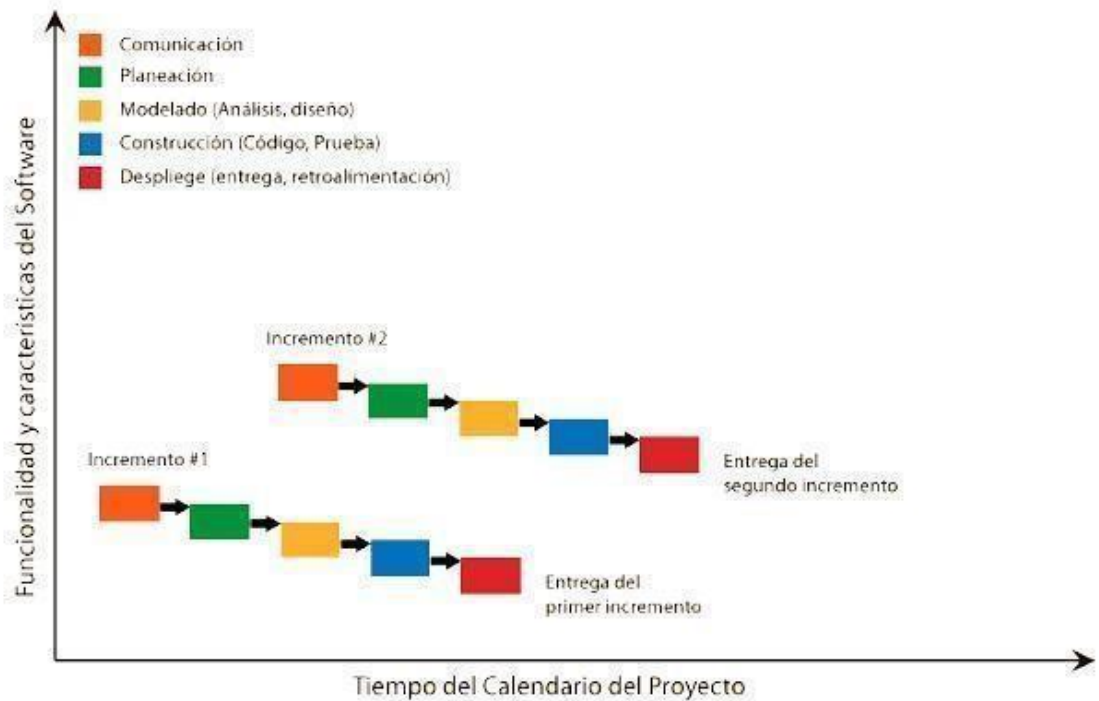 Comunicación
Planeación
Modelado (Análisis, diseño)
Construcción (Código, Prueba)
Despliege (entrega, retroalimentación)
Funcionalidad y características del Software
Incremento #2
Entrega del
segundo incremento
Incremento #1
Entrega del
primer incremento
Tiempo del Calendario del Proyecto